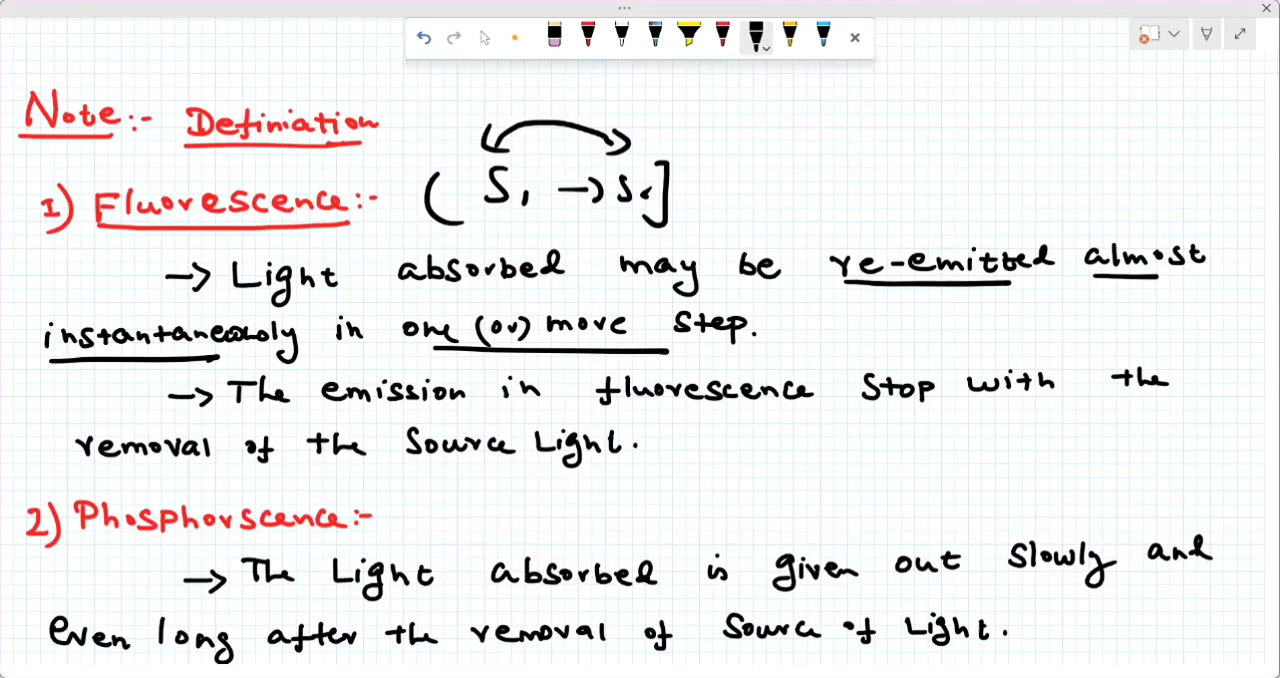 Note:- Definiation
1) Fluorescence:- ( S, → S. ]
→ Light absorbed may be re-emitted almost
instantaneously in one (or) more step.
→ The emission in fluorescence stop with the
removal of the source Light.
2) Phosphorscence:-
→ The Light absorbed is given out slowly and
even long after the removal of source of Light.